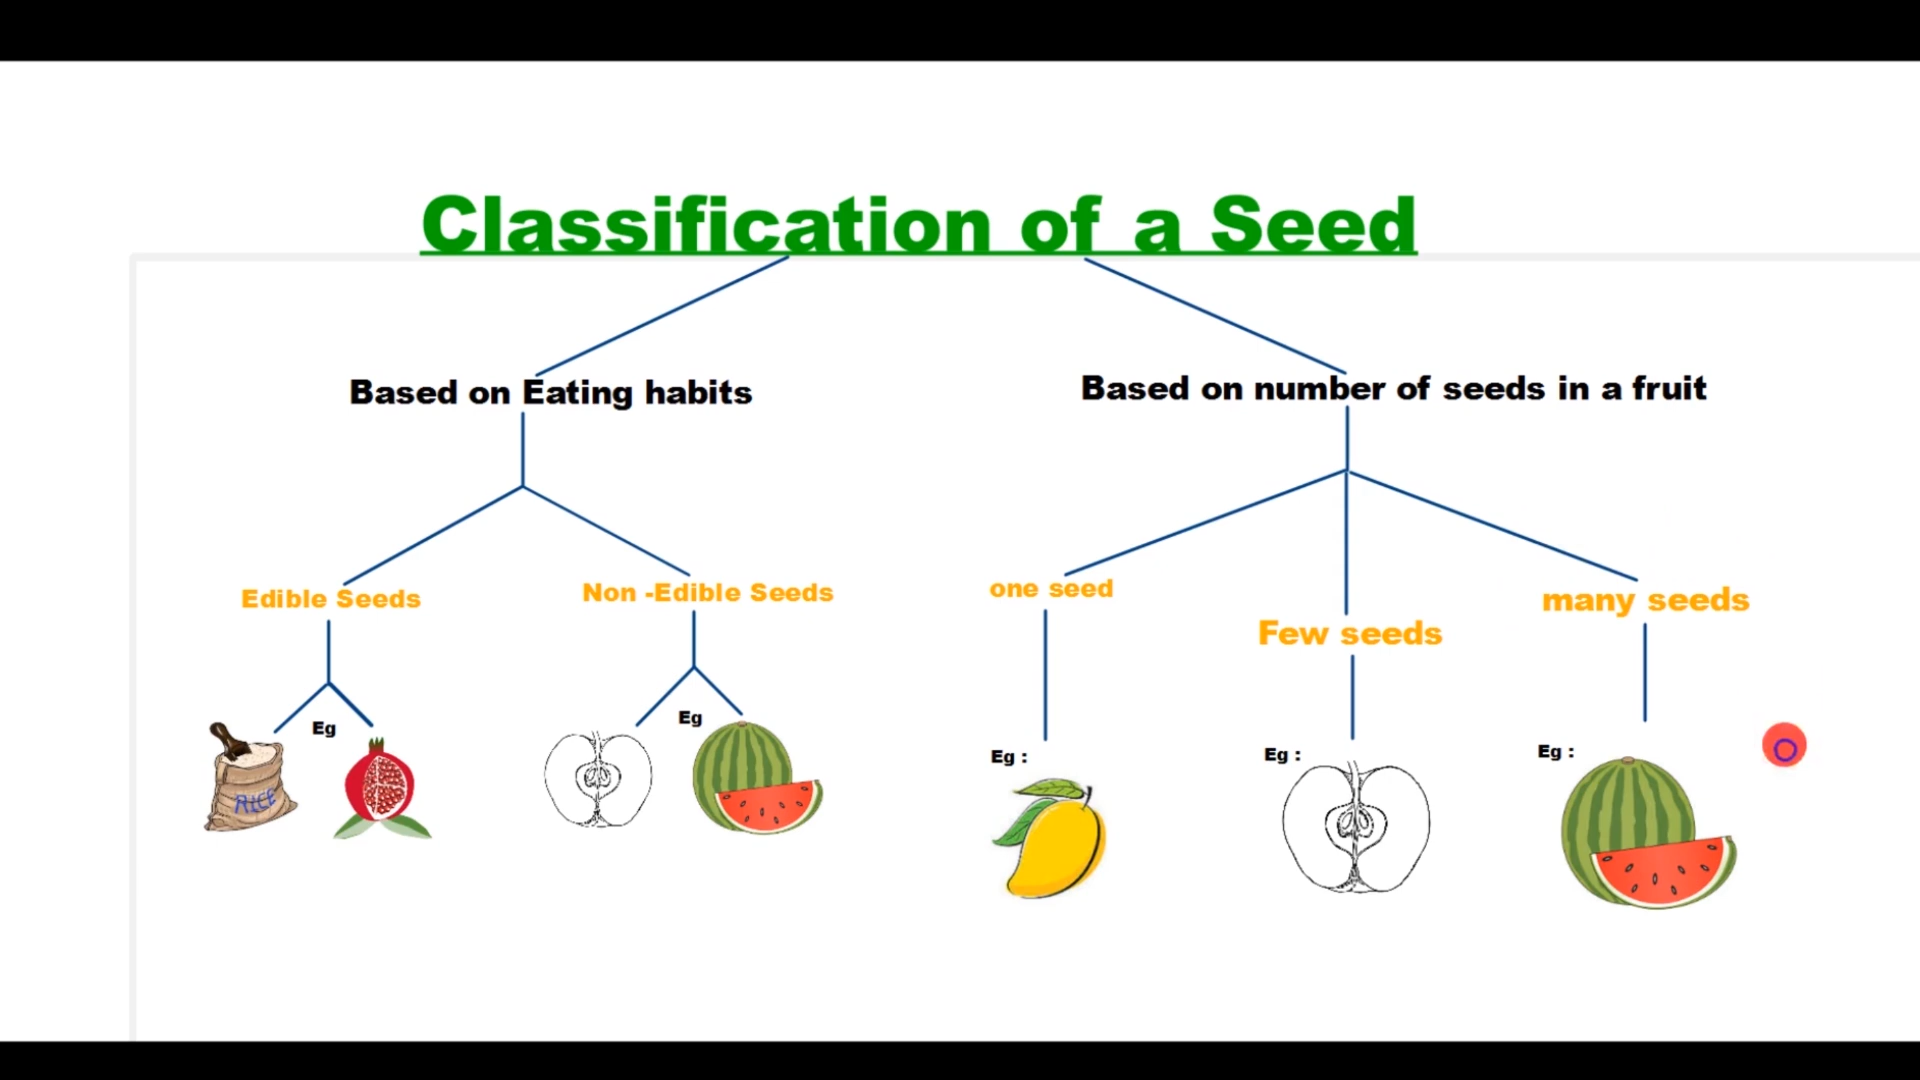 Classification of a Seed
Based on Eating habits
Based on number of seeds in a fruit
Edible Seeds
Non -Edible Seeds
one seed
Few seeds
many seeds
Eg
Eg
Eg :
Eg :
Eg :
RICE